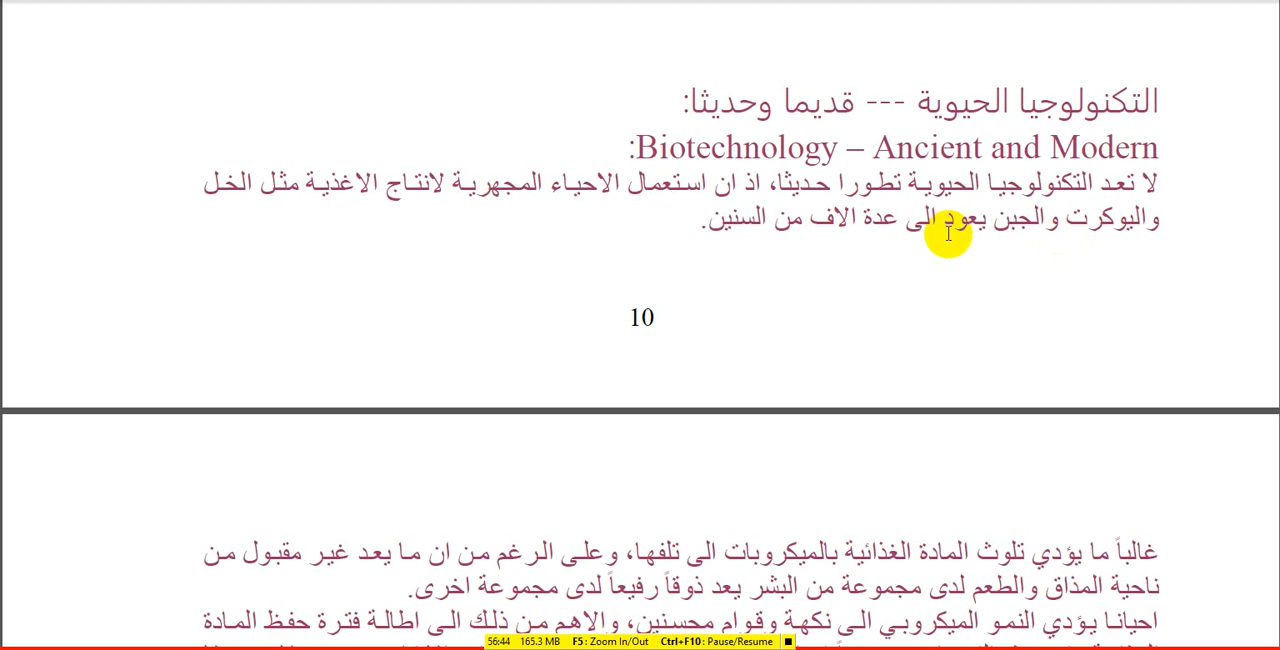 التكنولوجيا الحيوية --- قديما وحديثا:
Biotechnology – Ancient and Modern:
لا تعد التكنولوجيا الحيوية تطورا حديثا، اذ ان استعمال الاحياء المجهرية لانتاج الاغذية مثل الخل
واليوكرت والجبن يعود الى عدة الاف من السنين.
10
غالباً ما يؤدي تلوث المادة الغذائية بالميكروبات الى تلفها، وعلى الرغم من ان ما يعد غير مقبول من
ناحية المذاق والطعم لدى مجموعة من البشر يعد ذوقاً رفيعاً لدى مجموعة اخرى.
احيانا يؤدي النمو الميكروبي الى نكهة وقوام محسنين، والاهم من ذلك الى اطالة فترة حفظ المادة
56:44 165.3 MB F5: Zoom In/Out Ctrl+F10: Pause/Resume